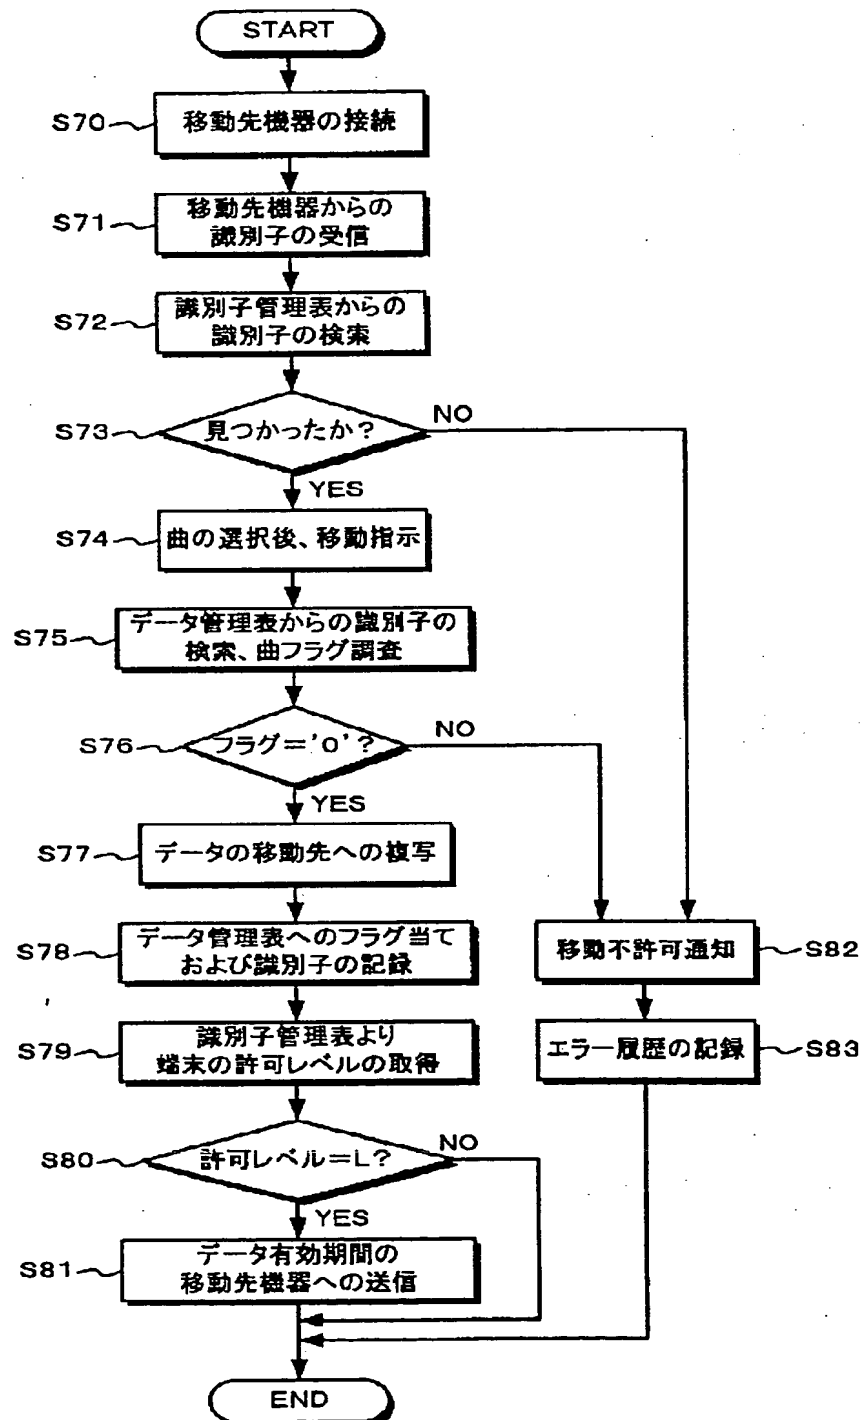 START
S70
移動先機器の接続
S71
移動先機器からの
識別子の受信
S72
識別子管理表からの
識別子の検索
S73
見つかったか?
NO
YES
S74
曲の選択後、移動指示
S75
データ管理表からの識別子の
検索、曲フラグ調査
S76
フラグ='0'?
NO
YES
S77
データの移動先への複写
S78
データ管理表へのフラグ当て
および識別子の記録
移動不許可通知
S82
S79
識別子管理表より
端末の許可レベルの取得
エラー履歴の記録
S83
S80
許可レベル=L?
NO
YES
S81
データ有効期間の
移動先機器への送信
END